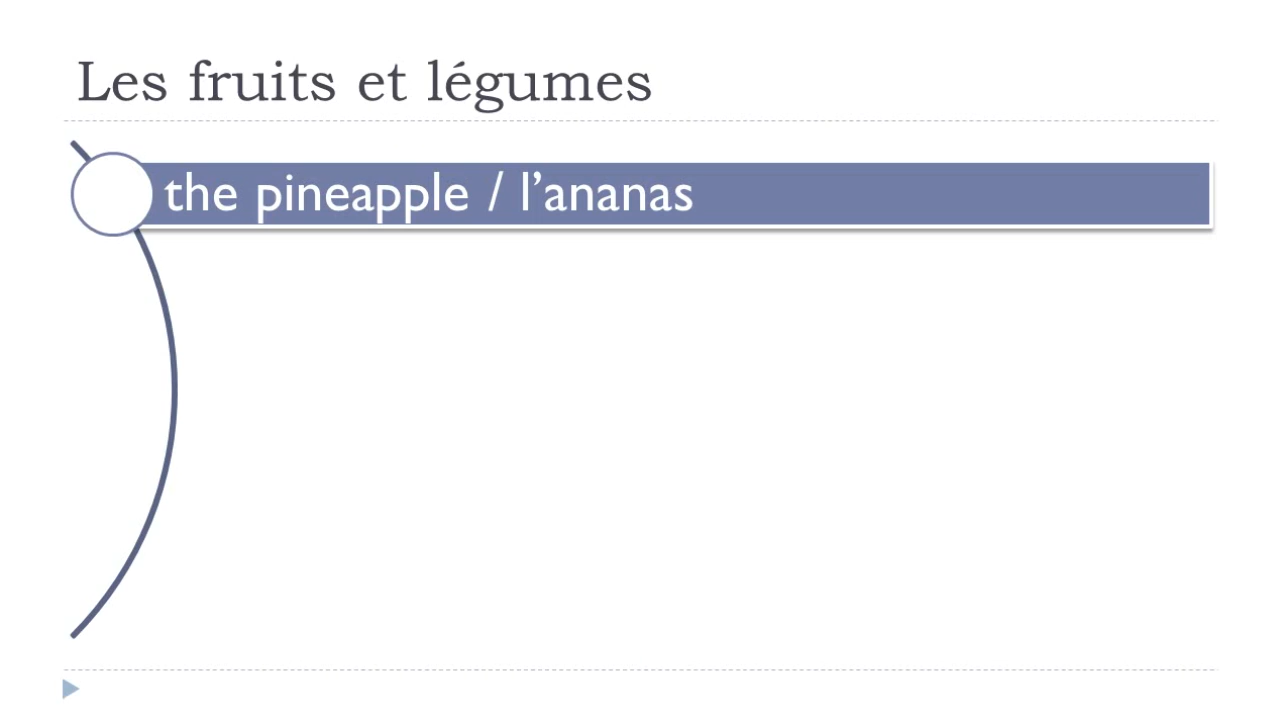 Les fruits et légumes
the pineapple / l’ananas